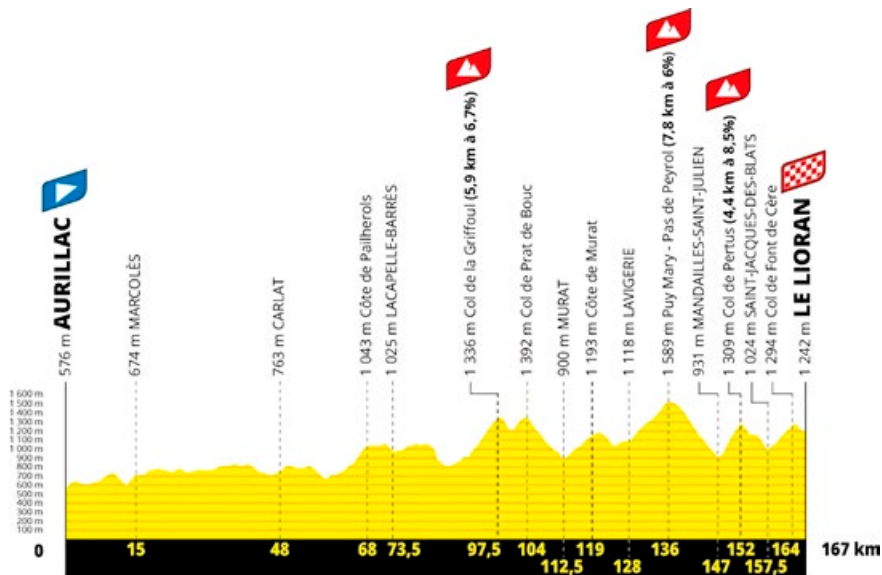 576 m AURILLAC
674 m MARCOLÈS
763 m CARLAT
1 043 m Côte de Pailherols
1 025 m LACAPELLE-BARRÈS
1 336 m Col de la Griffoul (5,9 km à 6,7%)
1 392 m Col de Prat de Bouc
900 m MURAT
1 193 m Côte de Murat
1 118 m LAVIGERIE
1 589 m Puy Mary - Pas de Peyrol (7,8 km à 6%)
931 m MANDAILLES-SAINT-JULIEN
1 309 m Col de Pertus (4,4 km à 8,5%)
1 024 m SAINT-JACQUES-DES-BLATS
1 294 m Col de Font de Cère
1 242 m LE LIORAN
1 600 m
1 500 m
1 400 m
1 300 m
1 200 m
1 100 m
1 000 m
900 m
800 m
700 m
600 m
500 m
400 m
300 m
200 m
100 m
0 15 48 68 73,5 97,5 104 119 136 152 164 167 km
112,5 128 147 157,5